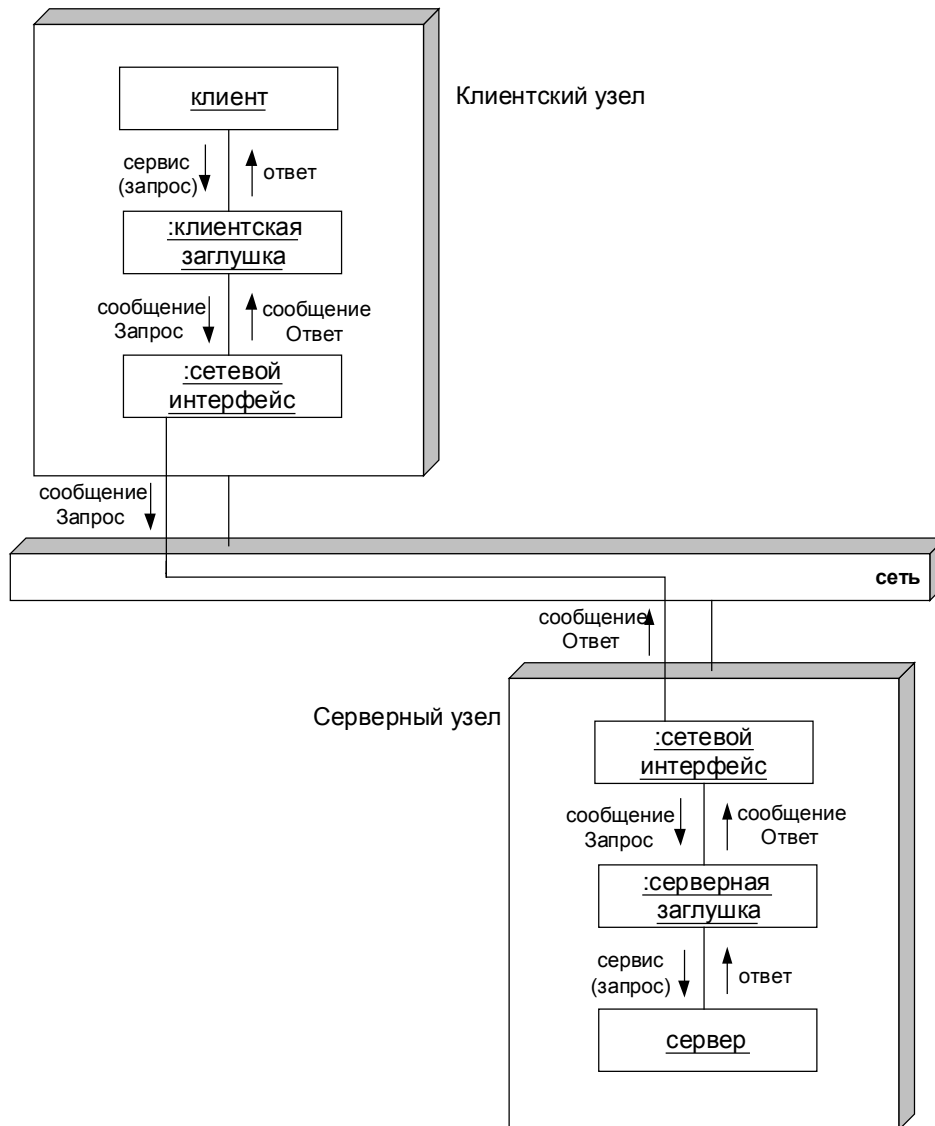 клиент
Клиентский узел
сервис
(запрос)
ответ
:клиентская
заглушка
сообщение
Запрос
сообщение
Ответ
:сетевой
интерфейс
сообщение
Запрос
сеть
сообщение
Ответ
Серверный узел
:сетевой
интерфейс
сообщение
Запрос
сообщение
Ответ
:серверная
заглушка
сервис
(запрос)
ответ
сервер